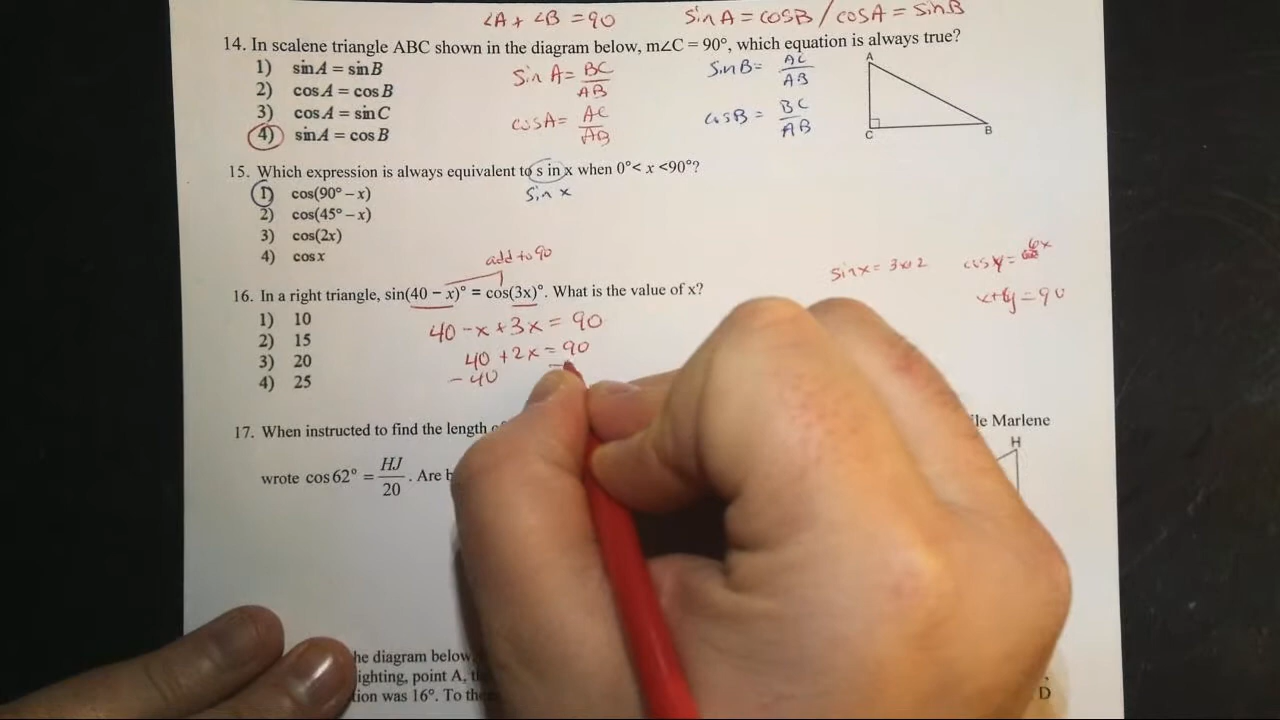 ∠A + ∠B = 90 sin A = cos B / cos A = sin B
14. In scalene triangle ABC shown in the diagram below, m∠C = 90°, which equation is always true?
1) sin A = sin B
2) cos A = cos B
3) cos A = sin C
4) sin A = cos B
sin A = BC/AB
cos A = AC/AB
sin B = AC/AB
cos B = BC/AB
A
C
B
15. Which expression is always equivalent to s in x when 0°< x <90°?
sin x
1) cos(90° – x)
2) cos(45° – x)
3) cos(2x)
4) cos x
add to 90
sin x = 3x+2 cos y = 6x
x+y = 90
16. In a right triangle, sin(40 – x)° = cos(3x)°. What is the value of x?
1) 10
2) 15
3) 20
4) 25
40 - x + 3x = 90
40 + 2x = 90
-40 -
17. When instructed to find the length
Marlene
wrote cos 62° = HJ/20 . Are
H
he diagram below,
ighting, point A,
tion was 16°. To
D